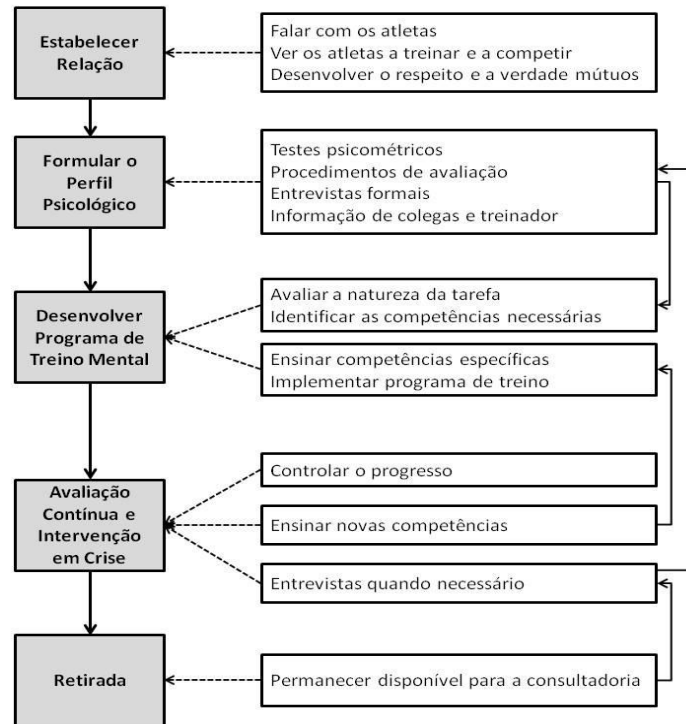 Estabelecer
Relação
Falar com os atletas
Ver os atletas a treinar e a competir
Desenvolver o respeito e a verdade mútuos
Formular o
Perfil
Psicológico
Testes psicométricos
Procedimentos de avaliação
Entrevistas formais
Informação de colegas e treinador
Desenvolver
Programa de
Treino Mental
Avaliar a natureza da tarefa
Identificar as competências necessárias
Ensinar competências específicas
Implementar programa de treino
Avaliação
Contínua e
Intervenção
em Crise
Controlar o progresso
Ensinar novas competências
Entrevistas quando necessário
Retirada
Permanecer disponível para a consultadoria